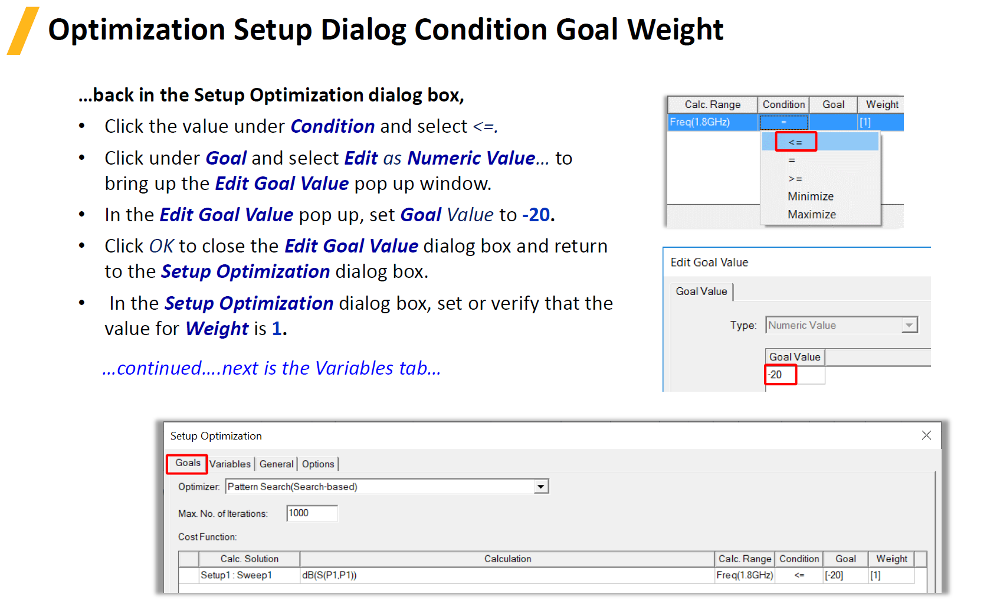 Optimization Setup Dialog Condition Goal Weight
…back in the Setup Optimization dialog box,
• Click the value under Condition and select <=.
• Click under Goal and select Edit as Numeric Value… to
bring up the Edit Goal Value pop up window.
• In the Edit Goal Value pop up, set Goal Value to -20.
• Click OK to close the Edit Goal Value dialog box and return
to the Setup Optimization dialog box.
• In the Setup Optimization dialog box, set or verify that the
value for Weight is 1.
…continued….next is the Variables tab…
Calc. Range Condition Goal Weight
Freq(1.8GHz) = [1]
<=
=
>=
Minimize
Maximize
Edit Goal Value
Goal Value
Type: Numeric Value
Goal Value
-20
Setup Optimization
Goals Variables General Options
Optimizer: Pattern Search(Search-based)
Max. No. of Iterations: 1000
Cost Function:
Calc. Solution Calculation Calc. Range Condition Goal Weight
Setup1 : Sweep1 dB(S(P1,P1)) Freq(1.8GHz) <= [-20] [1]